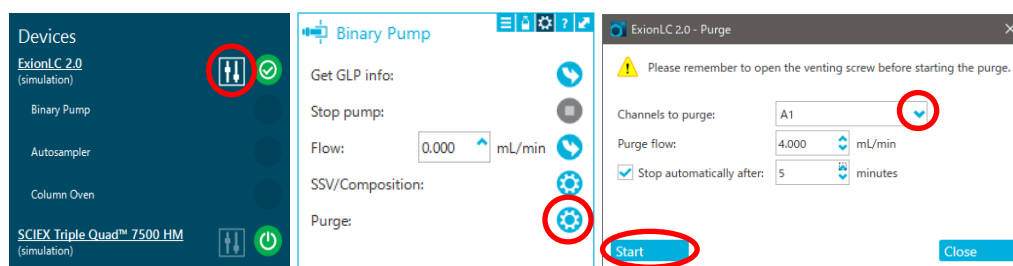 Devices
ExionLC 2.0
(simulation)
Binary Pump
Autosampler
Column Oven
SCIEX Triple Quad™ 7500 HM
(simulation)
Binary Pump
?
Get GLP info:
Stop pump:
Flow: 0.000 mL/min
SSV/Composition:
Purge:
ExionLC 2.0 - Purge
Please remember to open the venting screw before starting the purge.
Channels to purge: A1
Purge flow: 4.000 mL/min
Stop automatically after: 5 minutes
Start Close